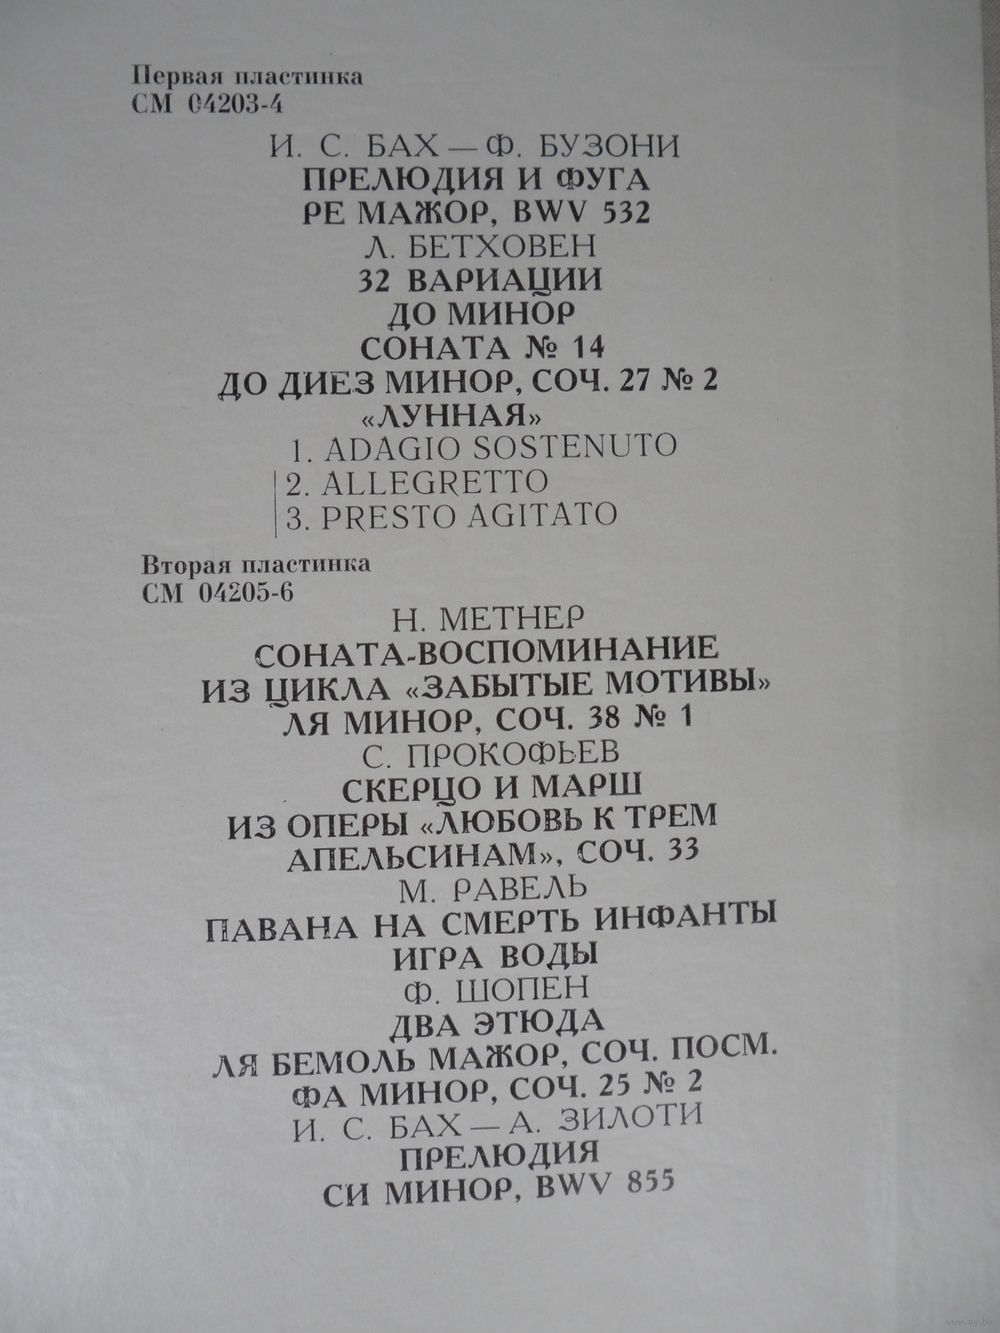 Первая пластинка
СМ 04203-4
И. С. БАХ — Ф. БУЗОНИ
ПРЕЛЮДИЯ И ФУГА
РЕ МАЖОР, BWV 532
Л. БЕТХОВЕН
32 ВАРИАЦИИ
ДО МИНОР
СОНАТА № 14
ДО ДИЕЗ МИНОР, СОЧ. 27 № 2
«ЛУННАЯ»
1. ADAGIO SOSTENUTO
2. ALLEGRETTO
3. PRESTO AGITATO
Вторая пластинка
СМ 04205-6
Н. МЕТНЕР
СОНАТА-ВОСПОМИНАНИЕ
ИЗ ЦИКЛА «ЗАБЫТЫЕ МОТИВЫ»
ЛЯ МИНОР, СОЧ. 38 № 1
С. ПРОКОФЬЕВ
СКЕРЦО И МАРШ
ИЗ ОПЕРЫ «ЛЮБОВЬ К ТРЕМ
АПЕЛЬСИНАМ», СОЧ. 33
М. РАВЕЛЬ
ПАВАНА НА СМЕРТЬ ИНФАНТЫ
ИГРА ВОДЫ
Ф. ШОПЕН
ДВА ЭТЮДА
ЛЯ БЕМОЛЬ МАЖОР, СОЧ. ПОСМ.
ФА МИНОР, СОЧ. 25 № 2
И. С. БАХ — А. ЗИЛОТИ
ПРЕЛЮДИЯ
СИ МИНОР, BWV 855
www.ay.by